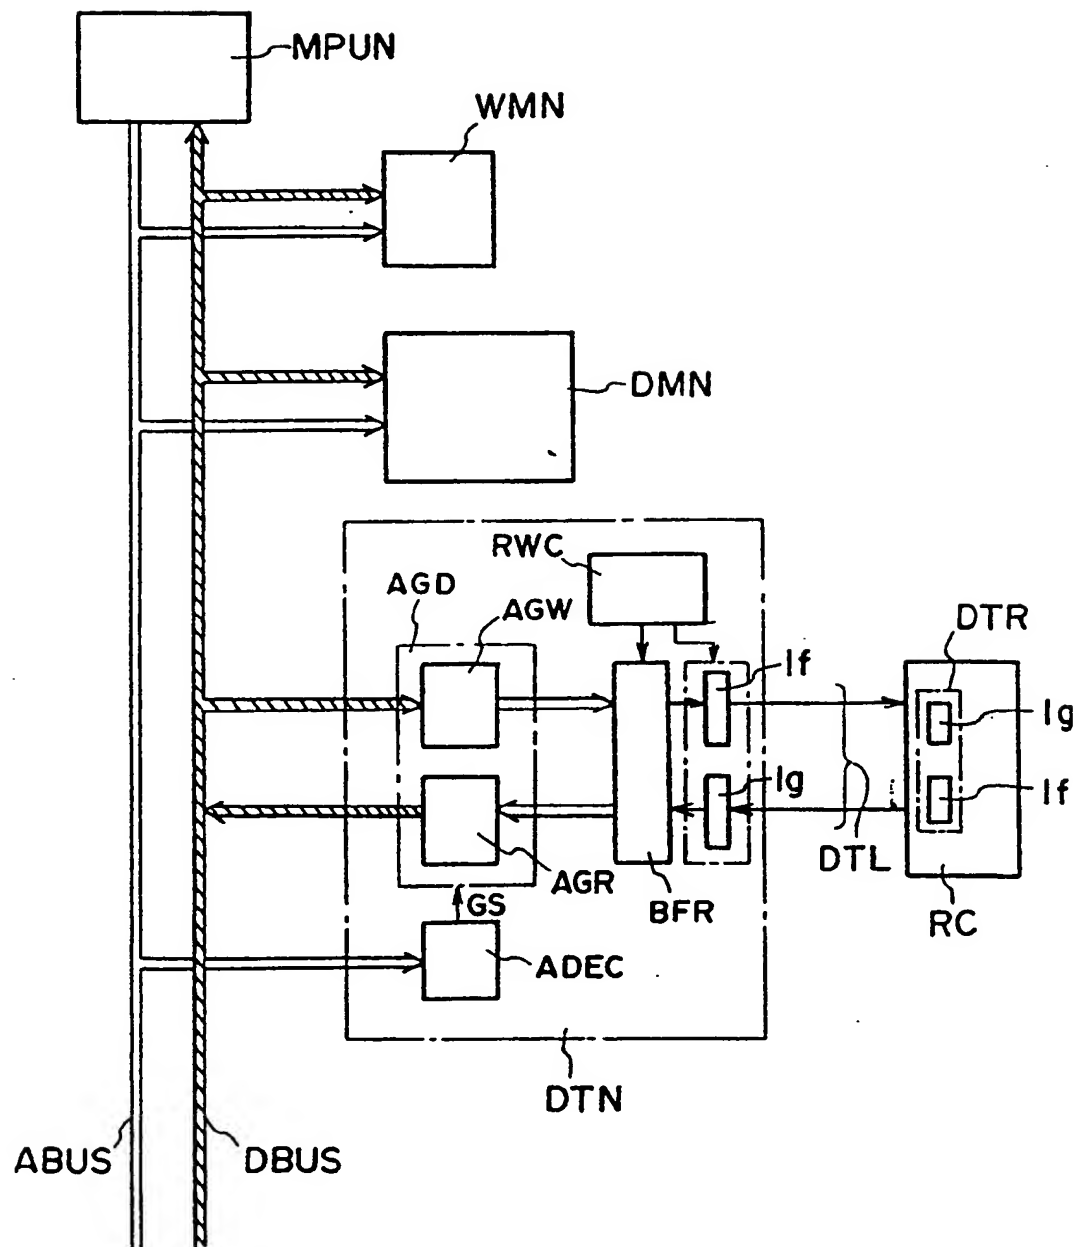 MPUN
WMN
DMN
RWC
AGD
AGW
DTR
If
Ig
Ig
If
DTL
AGR
BFR
RC
GS
ADEC
DTN
ABUS
DBUS